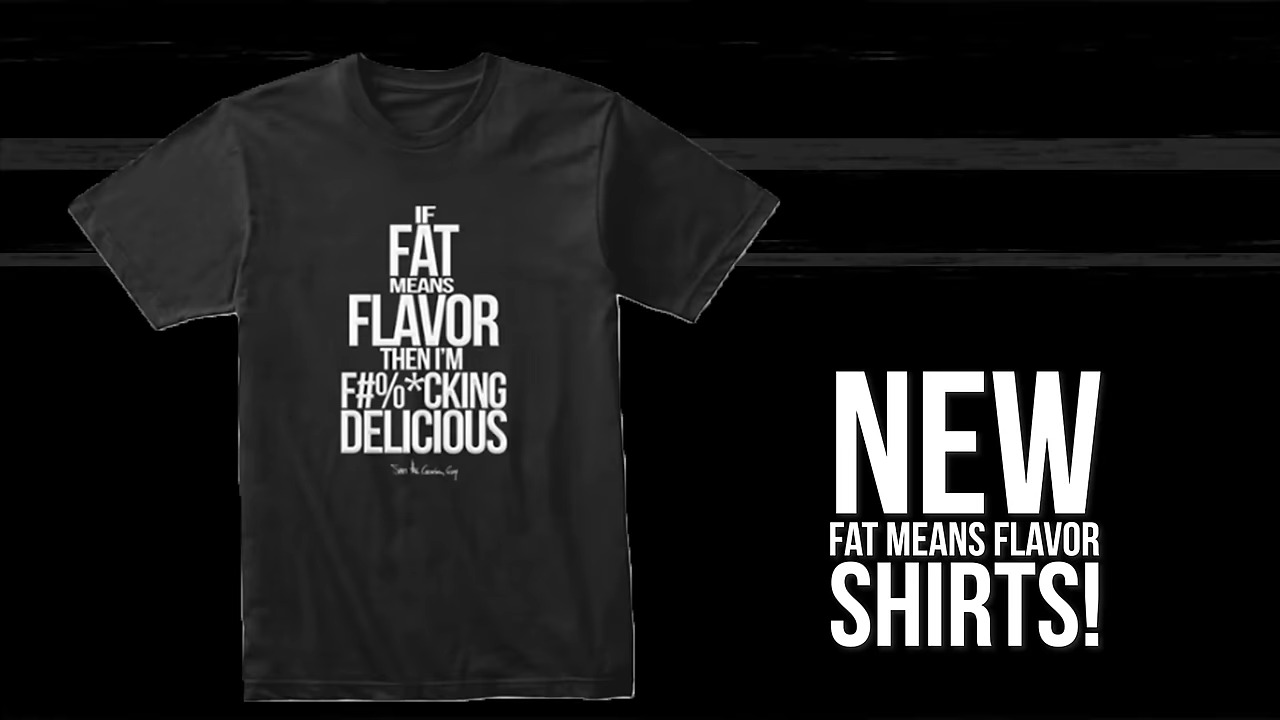 IF
FAT
MEANS
FLAVOR
THEN I'M
F#%*CKING
DELICIOUS
NEW
FAT MEANS FLAVOR
SHIRTS!